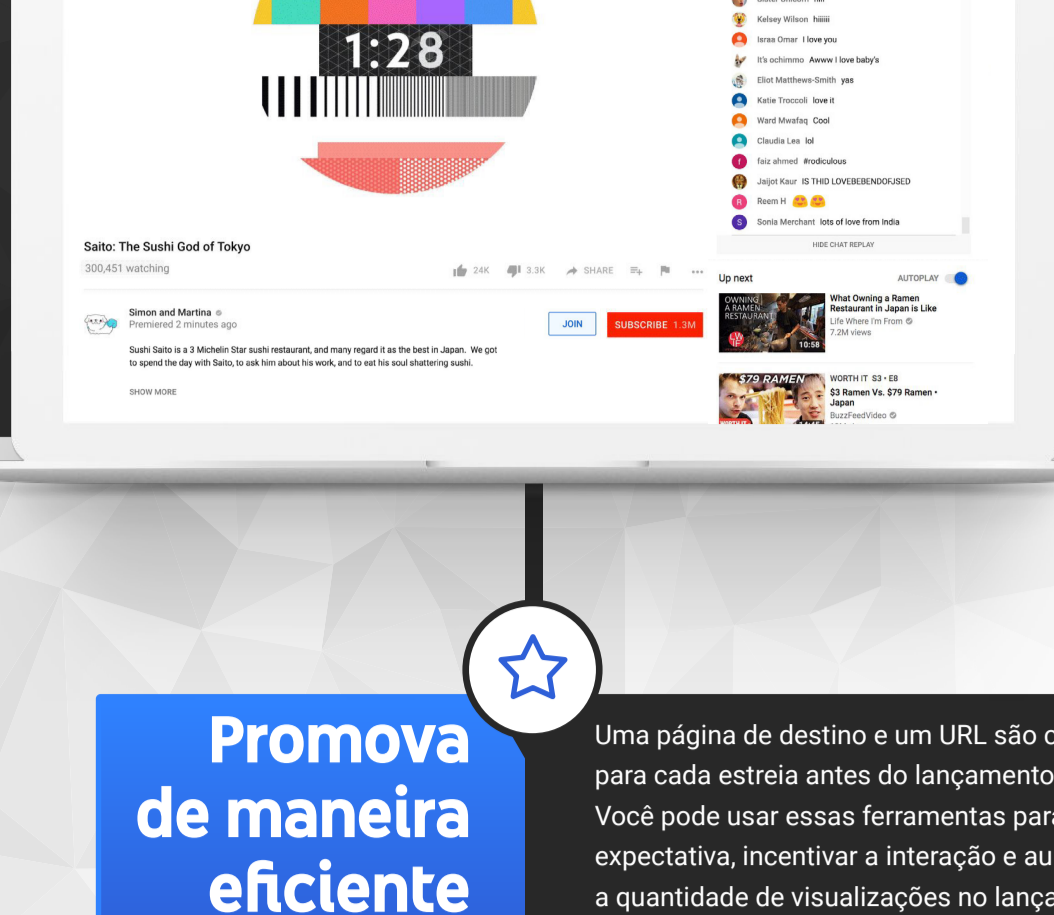 1:28
Kelsey Wilson hiiiiii
Israa Omar I love you
It's ochimmo Awww I love baby's
Eliot Matthews-Smith yas
Katie Troccoli love it
Ward Mwafaq Cool
Claudia Lea lol
f faiz ahmed #rodiculous
Jaijot Kaur IS THID LOVEBEBENDOFJSED
R Reem H 😍 😍
S Sonia Merchant lots of love from India
HIDE CHAT REPLAY
Saito: The Sushi God of Tokyo
300,451 watching
24K 3.3K SHARE
Simon and Martina
Premiered 2 minutes ago
JOIN
SUBSCRIBE 1.3M
Sushi Saito is a 3 Michelin Star sushi restaurant, and many regard it as the best in Japan. We got
to spend the day with Saito, to ask him about his work, and to eat his soul shattering sushi.
SHOW MORE
Up next AUTOPLAY
OWNING
A RAMEN
RESTAURANT
10:58
What Owning a Ramen
Restaurant in Japan is Like
Life Where I'm From
7.2M views
$79 RAMEN
WORTH IT S3 • E8
$3 Ramen Vs. $79 Ramen •
Japan
BuzzFeedVideo
Promova
de maneira
eficiente
Uma página de destino e um URL são
para cada estreia antes do lançamento
Você pode usar essas ferramentas para
expectativa, incentivar a interação e
a quantidade de visualizações no